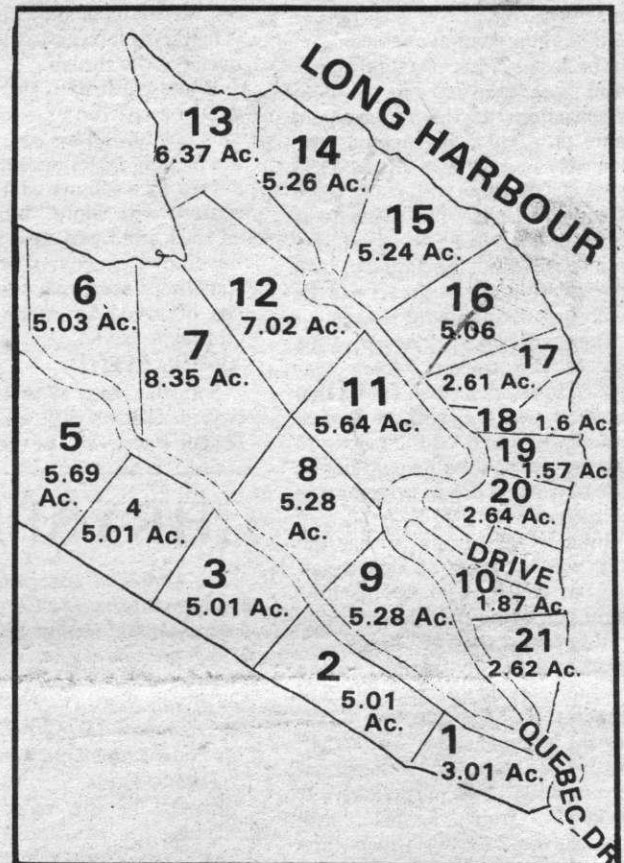 LONG HARBOUR
13
6.37 Ac.
14
5.26 Ac.
15
5.24 Ac.
6
5.03 Ac.
12
7.02 Ac.
16
5.06
7
8.35 Ac.
17
2.61 Ac.
11
5.64 Ac.
18 1.6 Ac.
5
5.69
Ac.
19
1.57 Ac.
8
5.28
Ac.
20
2.64 Ac.
4
5.01 Ac.
DRIVE
3
5.01 Ac.
9
5.28 Ac.
10
1.87 Ac.
21
2.62 Ac.
2
5.01
Ac.
1
3.01 Ac.
QUEBEC DR